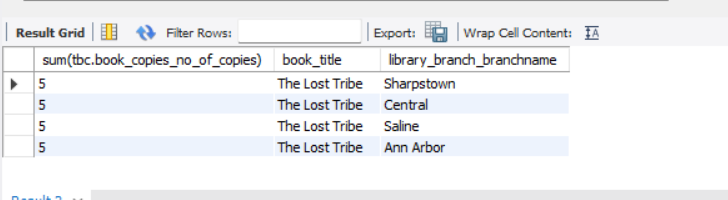 Result Grid Filter Rows: Export: Wrap Cell Content:
sum(tbc.book_copies_no_of_copies) book_title library_branch_branchname
5 The Lost Tribe Sharpstown
5 The Lost Tribe Central
5 The Lost Tribe Saline
5 The Lost Tribe Ann Arbor